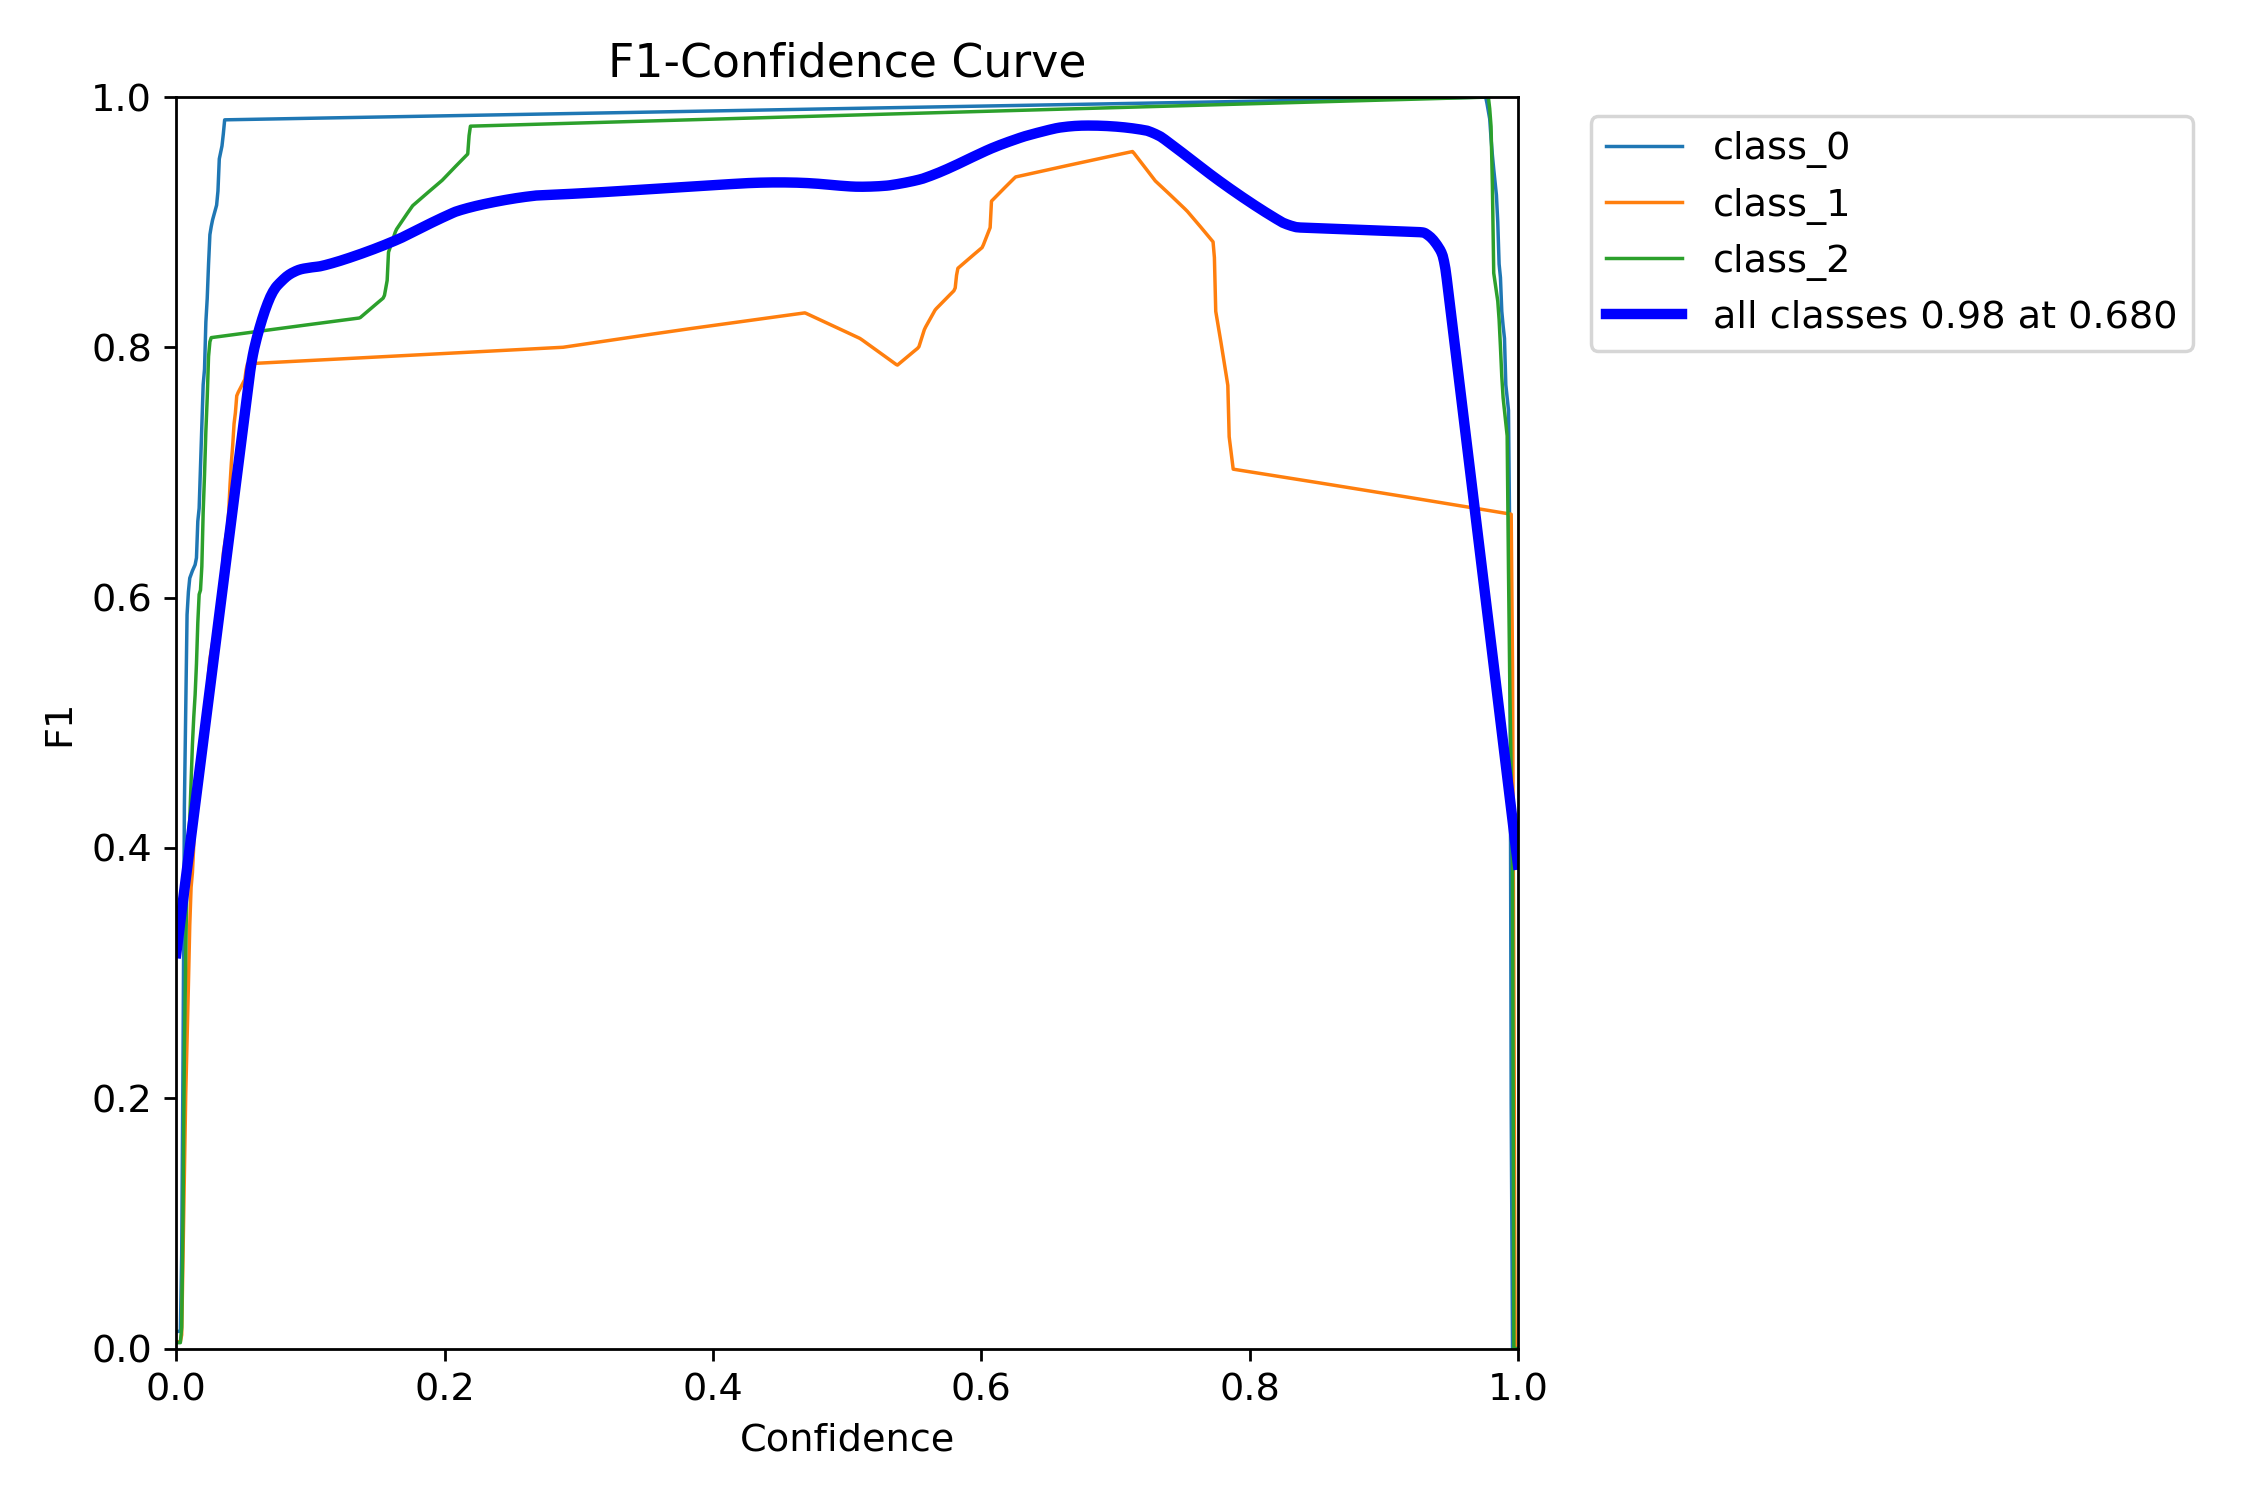 F1-Confidence Curve
1.0
0.8
0.6
0.4
0.2
0.0
F1
0.0 0.2 0.4 0.6 0.8 1.0
Confidence
class_0
class_1
class_2
all classes 0.98 at 0.680